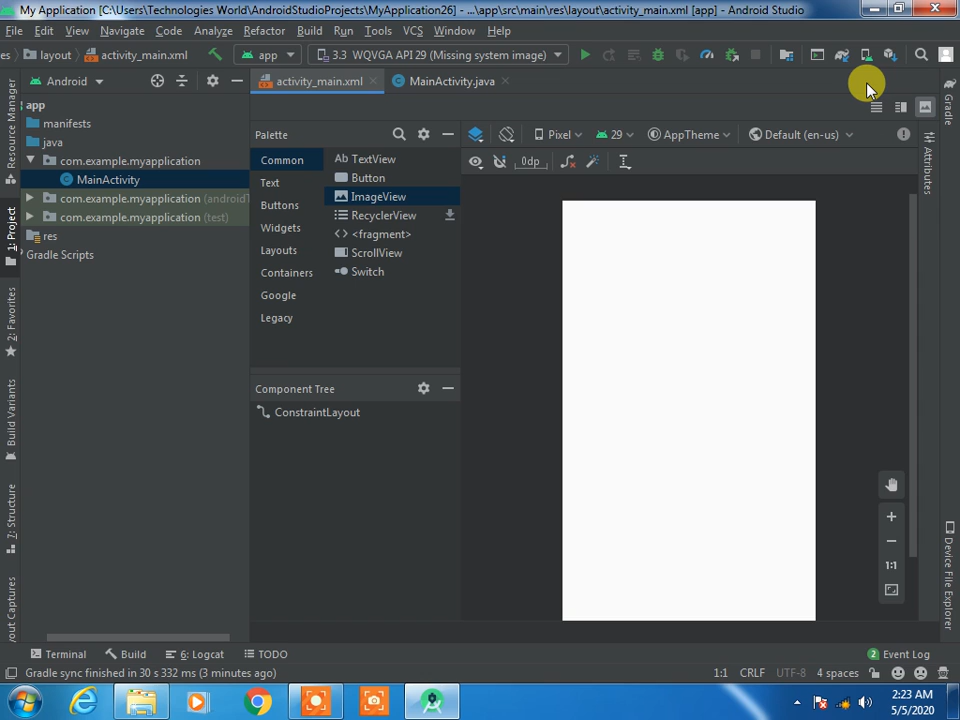 My Application [C:\Users\Technologies World\AndroidStudioProjects\MyApplication26] - ...\app\src\main\res\layout\activity_main.xml [app] - Android Studio
File Edit View Navigate Code Analyze Refactor Build Run Tools VCS Window Help
es layout activity_main.xml app 3.3 WQVGA API 29 (Missing system image)
Android activity_main.xml MainActivity.java
app
manifests
java
com.example.myapplication
MainActivity
com.example.myapplication (androidT
com.example.myapplication (test)
res
Gradle Scripts
Resource Manager
1: Project
2: Favorites
Build Variants
7: Structure
out Captures
Palette
Common
Text
Buttons
Widgets
Layouts
Containers
Google
Legacy
Ab TextView
Button
ImageView
RecyclerView
<fragment>
ScrollView
Switch
Component Tree
ConstraintLayout
Pixel 29 AppTheme Default (en-us)
0dp
1:1
Gradle
Attributes
Device File Explorer
Terminal Build 6: Logcat TODO 2 Event Log
Gradle sync finished in 30 s 332 ms (3 minutes ago) 1:1 CRLF UTF-8 4 spaces
2:23 AM
5/5/2020